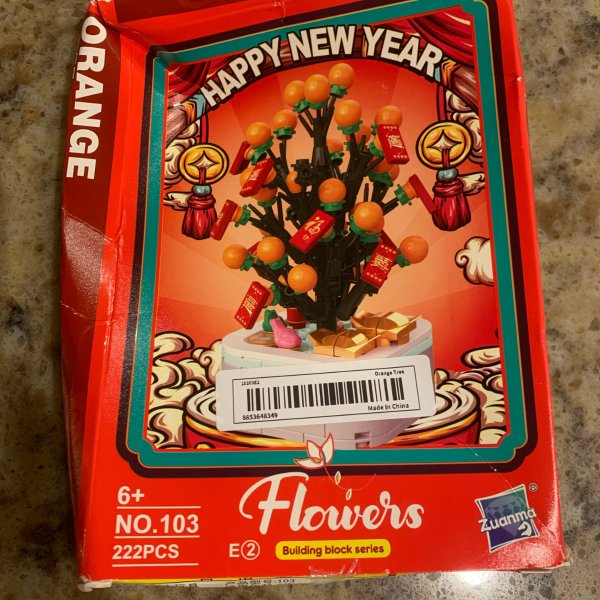 ORANGE
HAPPY NEW YEAR
Orange Tree
8853648349
Made In China
6+
NO.103
222PCS
Flowers
E②
Building block series
Zuanma
®